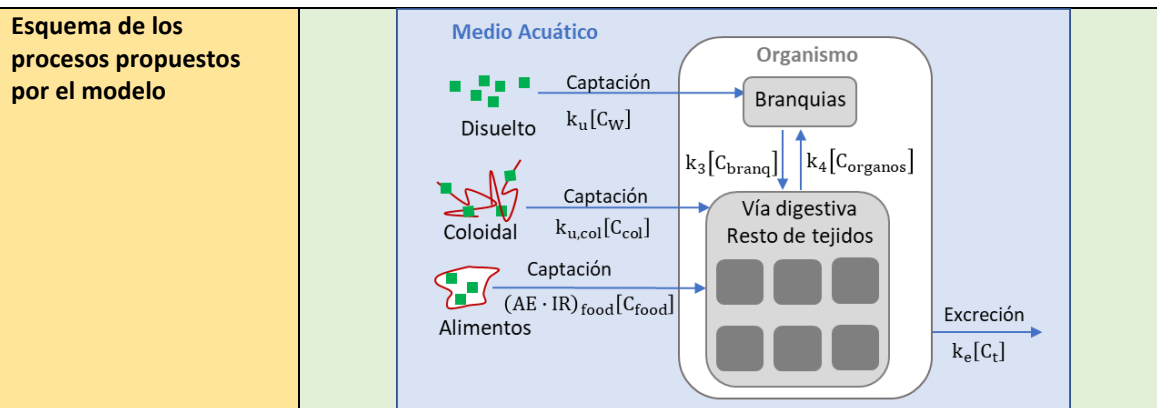 Esquema de los
procesos propuestos
por el modelo
Medio Acuático
Organismo
Captación
Branquias
Disuelto
k_u[C_W]
k_3[C_branq]
k_4[C_organos]
Captación
Vía digestiva
Resto de tejidos
Coloidal
k_u,col[C_col]
Captación
(AE · IR)_food[C_food]
Alimentos
Excreción
k_e[C_t]